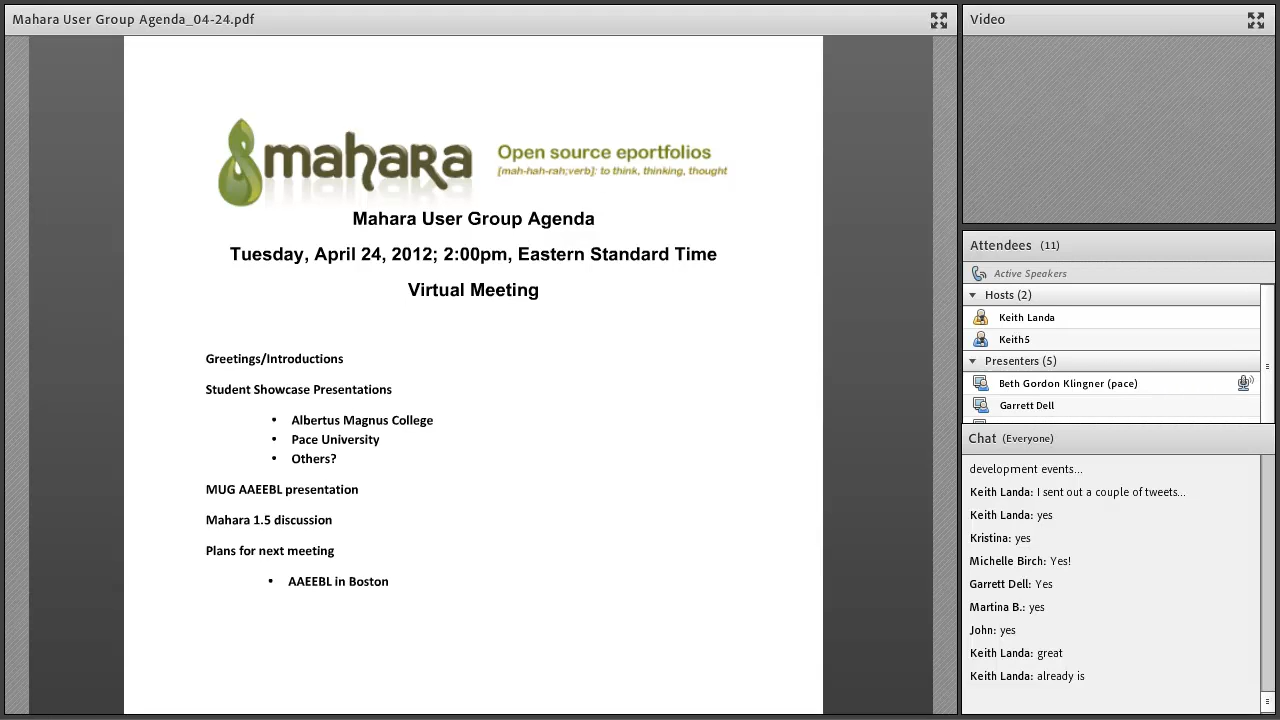 Mahara User Group Agenda_04-24.pdf
mahara
Open source eportfolios
[mah-hah-rah;verb]: to think, thinking, thought
Mahara User Group Agenda
Tuesday, April 24, 2012; 2:00pm, Eastern Standard Time
Virtual Meeting
Greetings/Introductions
Student Showcase Presentations
• Albertus Magnus College
• Pace University
• Others?
MUG AAEEBL presentation
Mahara 1.5 discussion
Plans for next meeting
• AAEEBL in Boston
Video
Attendees (11)
Active Speakers
Hosts (2)
Keith Landa
Keith5
Presenters (5)
Beth Gordon Klingner (pace)
Garrett Dell
Chat (Everyone)
development events...
Keith Landa: I sent out a couple of tweets...
Keith Landa: yes
Kristina: yes
Michelle Birch: Yes!
Garrett Dell: Yes
Martina B.: yes
John: yes
Keith Landa: great
Keith Landa: already is